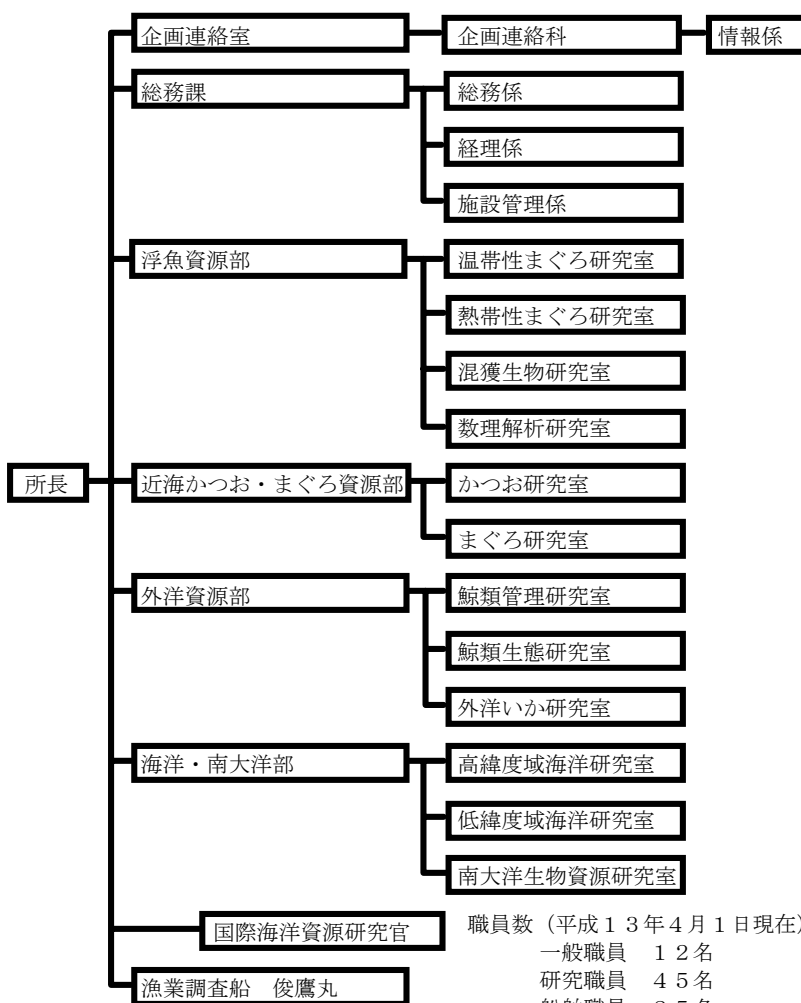 企画連絡室 企画連絡科 情報係
総務課 総務係
経理係
施設管理係
浮魚資源部 温帯性まぐろ研究室
熱帯性まぐろ研究室
混獲生物研究室
数理解析研究室
所長 近海かつお・まぐろ資源部 かつお研究室
まぐろ研究室
外洋資源部 鯨類管理研究室
鯨類生態研究室
外洋いか研究室
海洋・南大洋部 高緯度域海洋研究室
低緯度域海洋研究室
南大洋生物資源研究室
国際海洋資源研究官 職員数（平成１３年４月１日現在）
一般職員　１２名
漁業調査船　俊鷹丸 研究職員　４５名